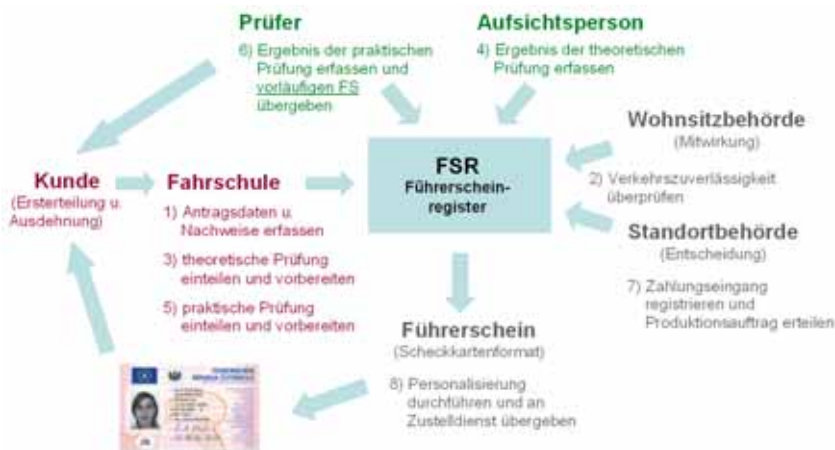 Prüfer
6) Ergebnis der praktischen
Prüfung erfassen und
vorläufigen FS
übergeben
Aufsichtsperson
4) Ergebnis der theoretischen
Prüfung erfassen
Wohnsitzbehörde
(Mitwirkung)
2) Verkehrszuverlässigkeit
überprüfen
Standortbehörde
(Entscheidung)
7) Zahlungseingang
registrieren und
Produktionsauftrag erteilen
FSR
Führerschein-
register
Kunde
(Ersterteilung u.
Ausdehnung)
Fahrschule
1) Antragsdaten u.
Nachweise erfassen
3) theoretische Prüfung
einteilen und vorbereiten
5) praktische Prüfung
einteilen und vorbereiten
Führerschein
(Scheckkartenformat)
8) Personalisierung
durchführen und an
Zustelldienst übergeben